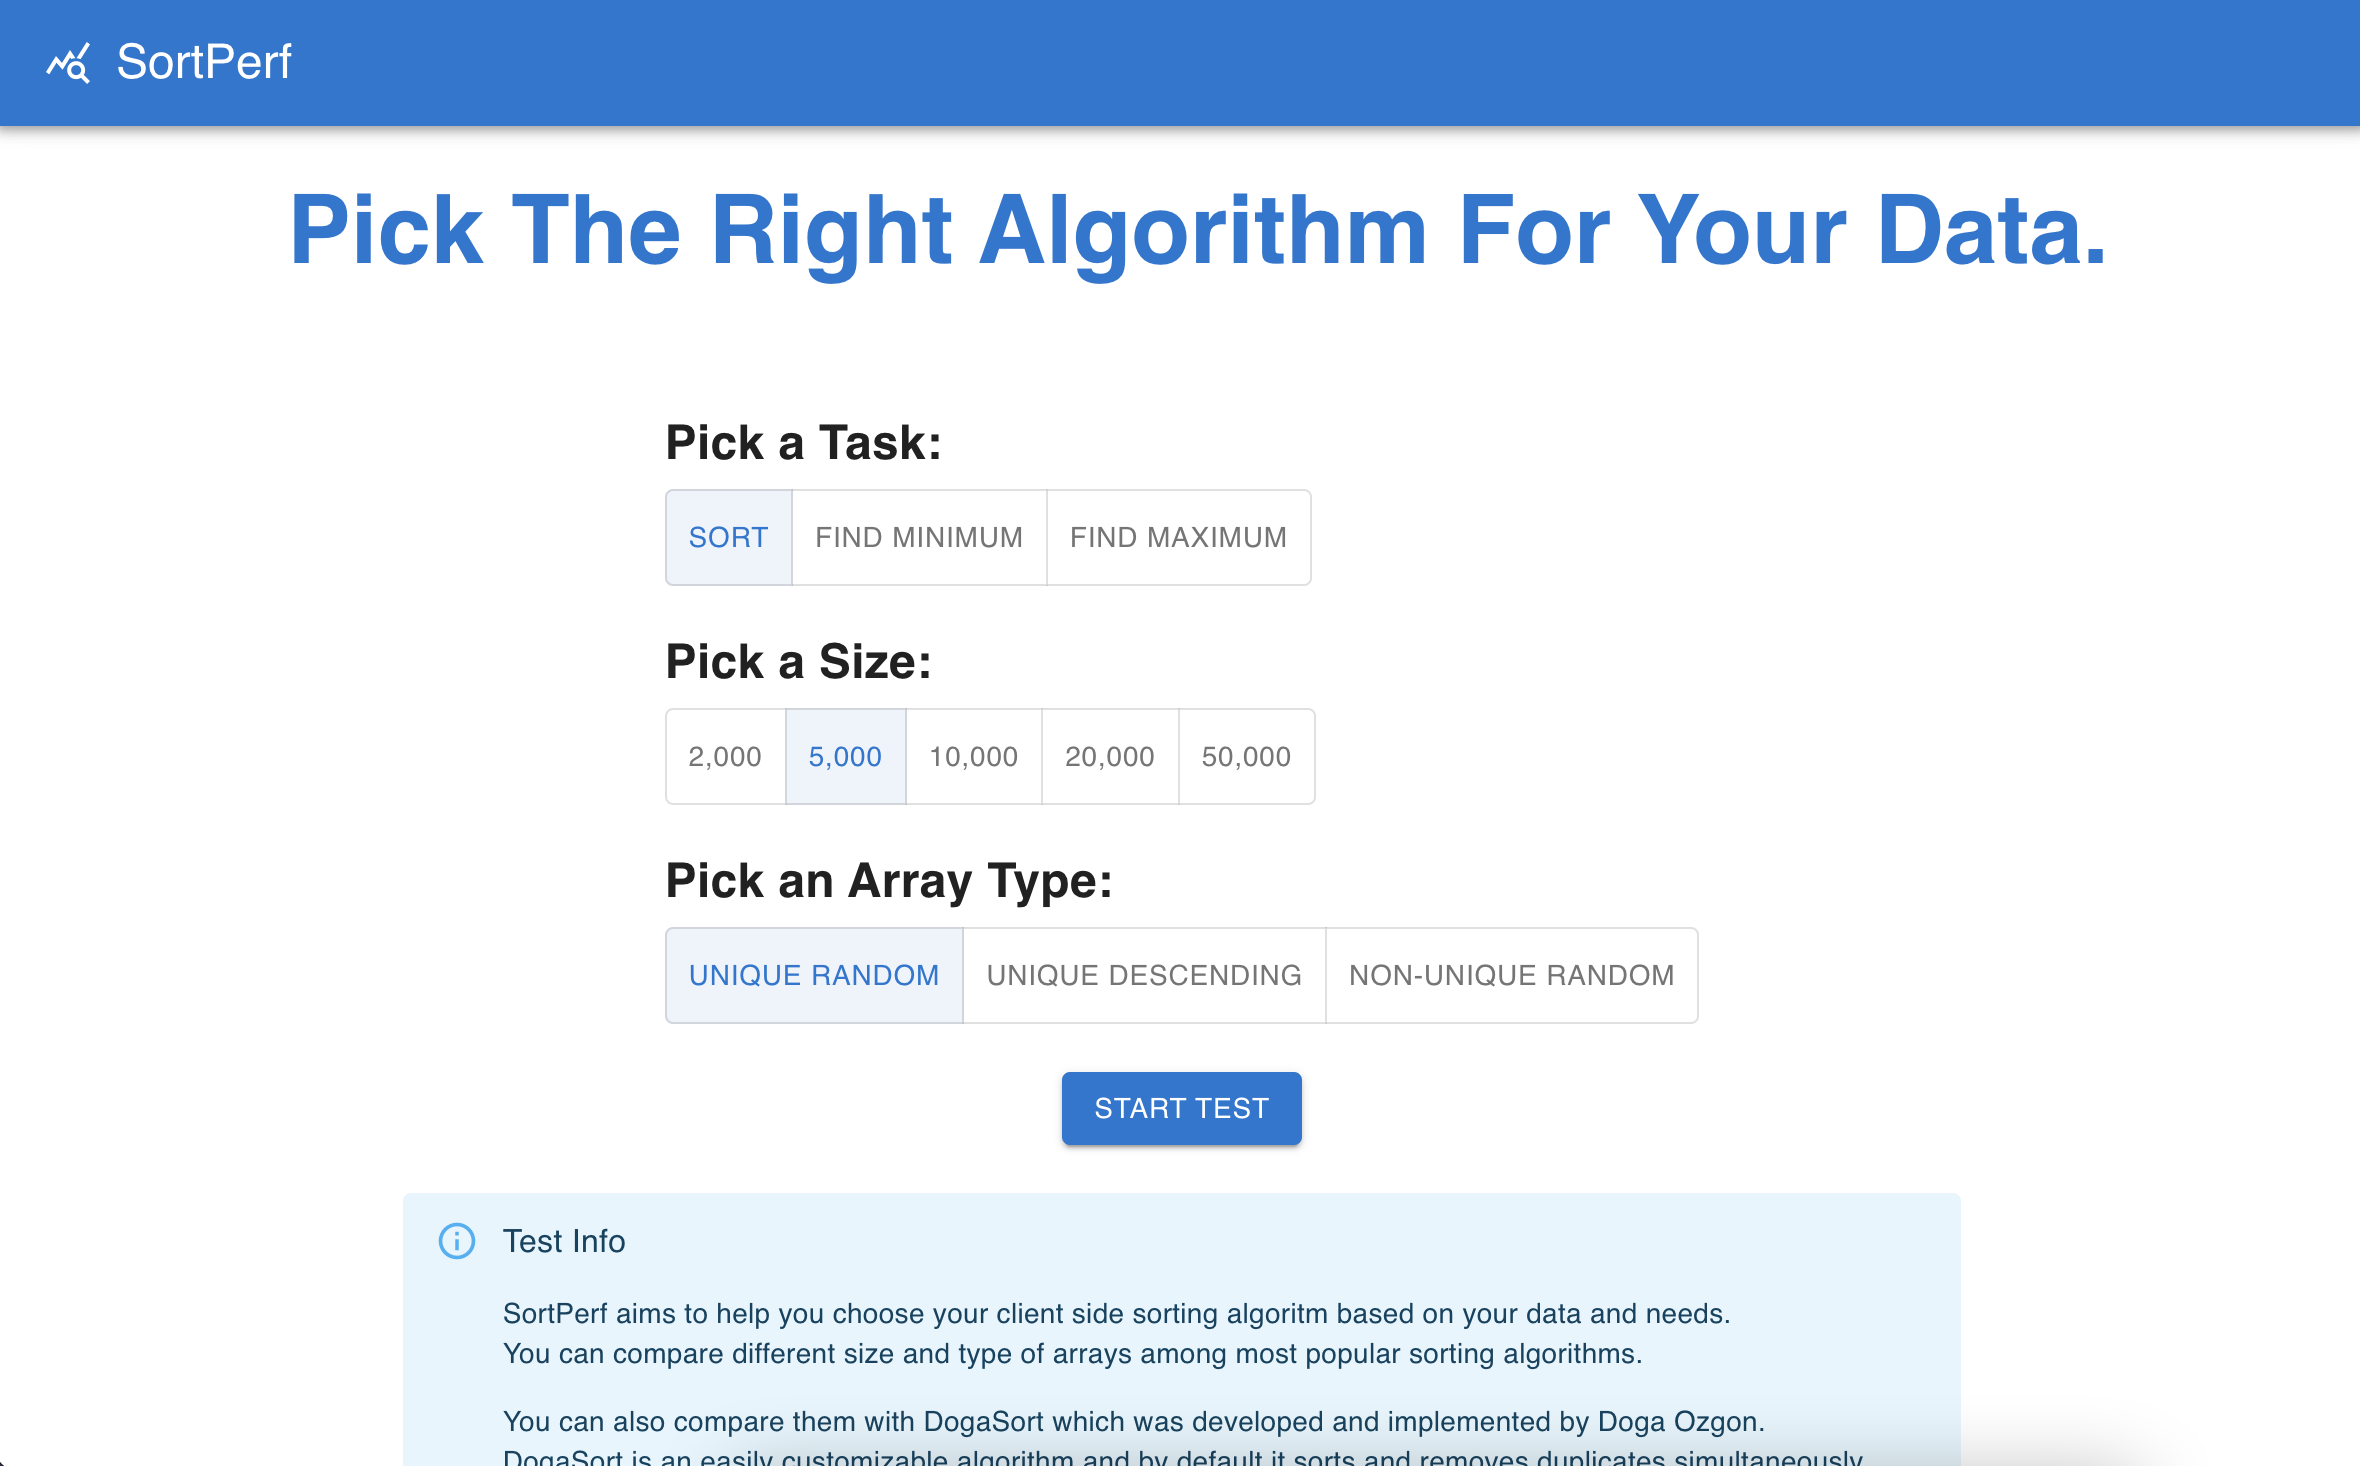 SortPerf
Pick The Right Algorithm For Your Data.
Pick a Task:
SORT FIND MINIMUM FIND MAXIMUM
Pick a Size:
2,000 5,000 10,000 20,000 50,000
Pick an Array Type:
UNIQUE RANDOM UNIQUE DESCENDING NON-UNIQUE RANDOM
START TEST
Test Info
SortPerf aims to help you choose your client side sorting algoritm based on your data and needs.
You can compare different size and type of arrays among most popular sorting algorithms.
You can also compare them with DogaSort which was developed and implemented by Doga Ozgon.
DogaSort is an easily customizable algorithm and by default it sorts and removes duplicates simultaneously